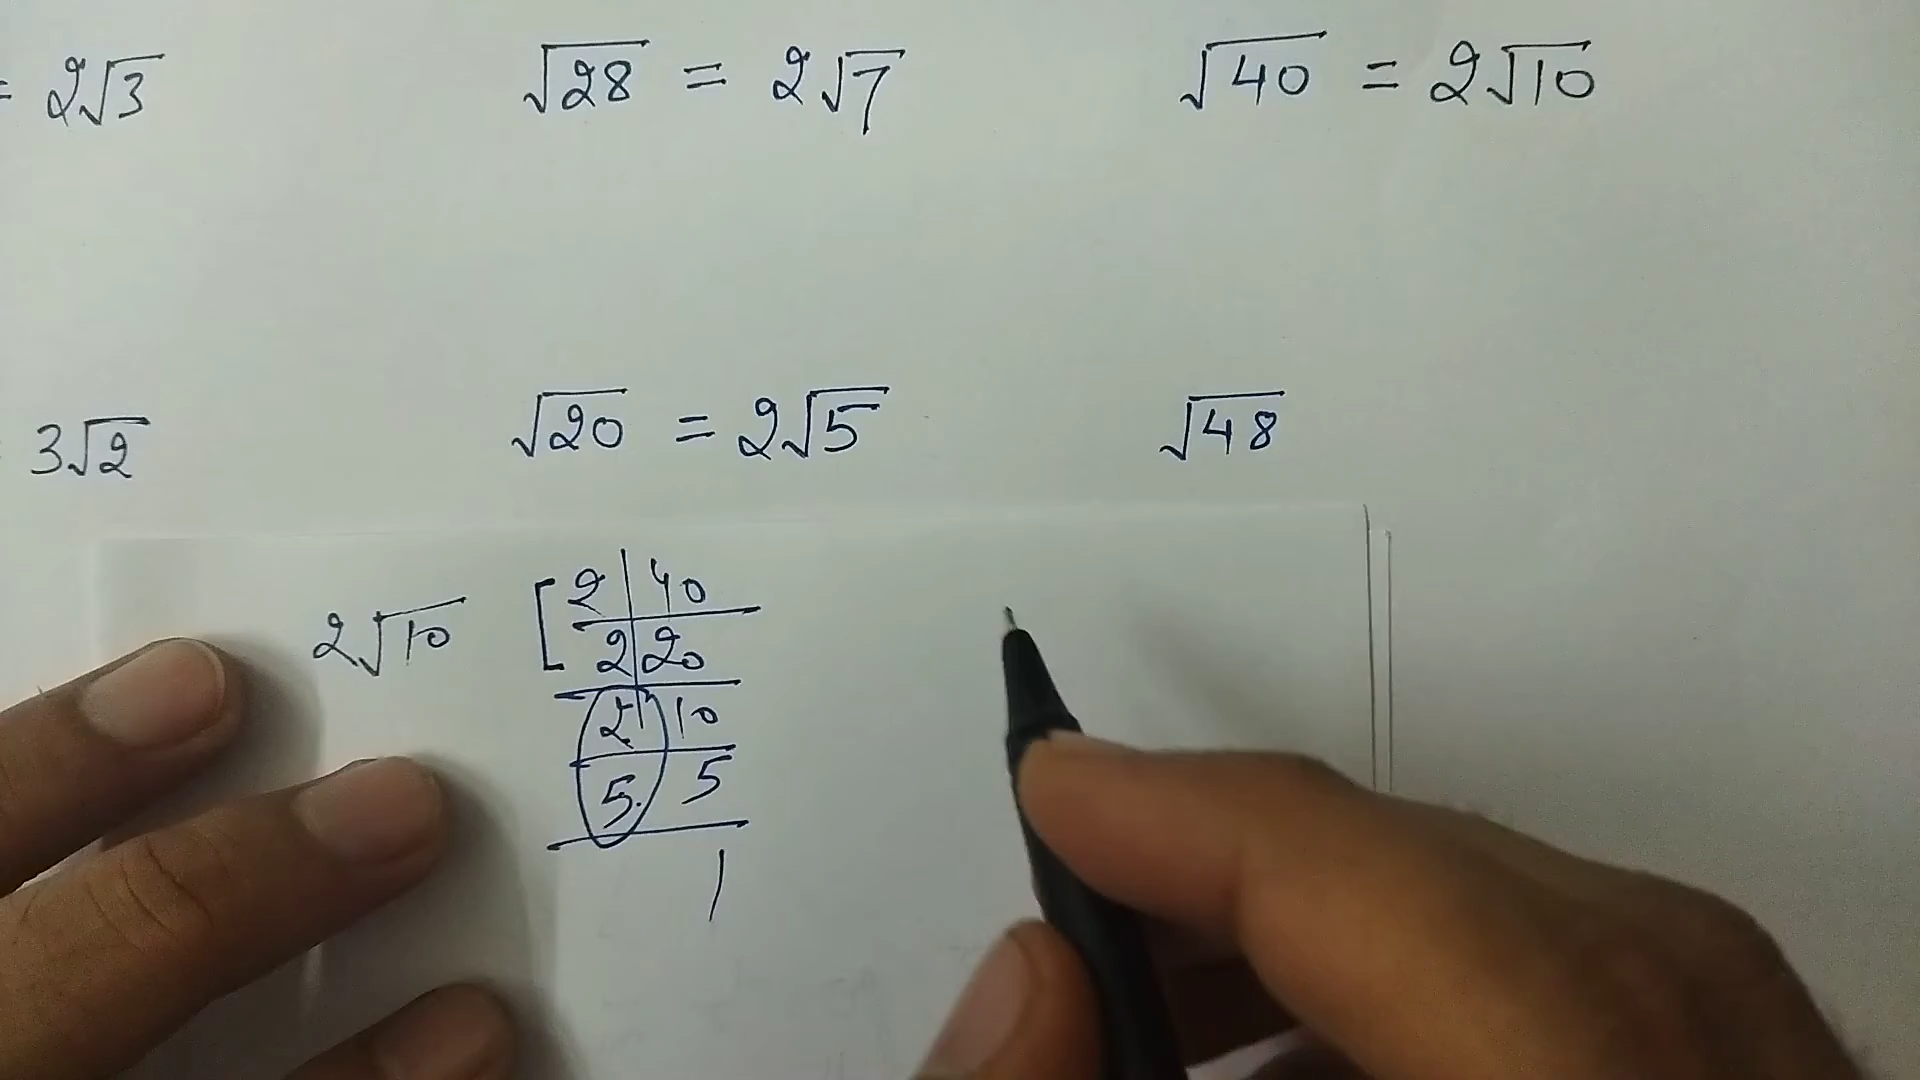 = 2√3 √28 = 2√7 √40 = 2√10
3√2 √20 = 2√5 √48
2√10 [ 2 | 40
2 | 20
2 | 10
5 | 5
1